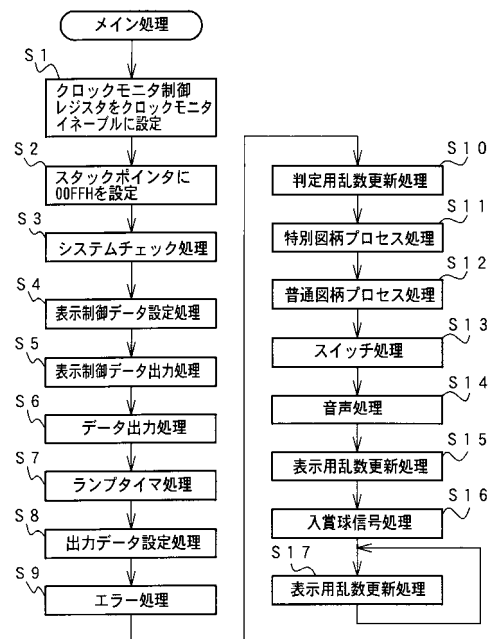 メイン処理
S1
クロックモニタ制御
レジスタをクロックモニタ
イネーブルに設定
S2
スタックポインタに
00FFHを設定
S3
システムチェック処理
S4
表示制御データ設定処理
S5
表示制御データ出力処理
S6
データ出力処理
S7
ランプタイマ処理
S8
出力データ設定処理
S9
エラー処理
S10
判定用乱数更新処理
S11
特別図柄プロセス処理
S12
普通図柄プロセス処理
S13
スイッチ処理
S14
音声処理
S15
表示用乱数更新処理
S16
入賞球信号処理
S17
表示用乱数更新処理